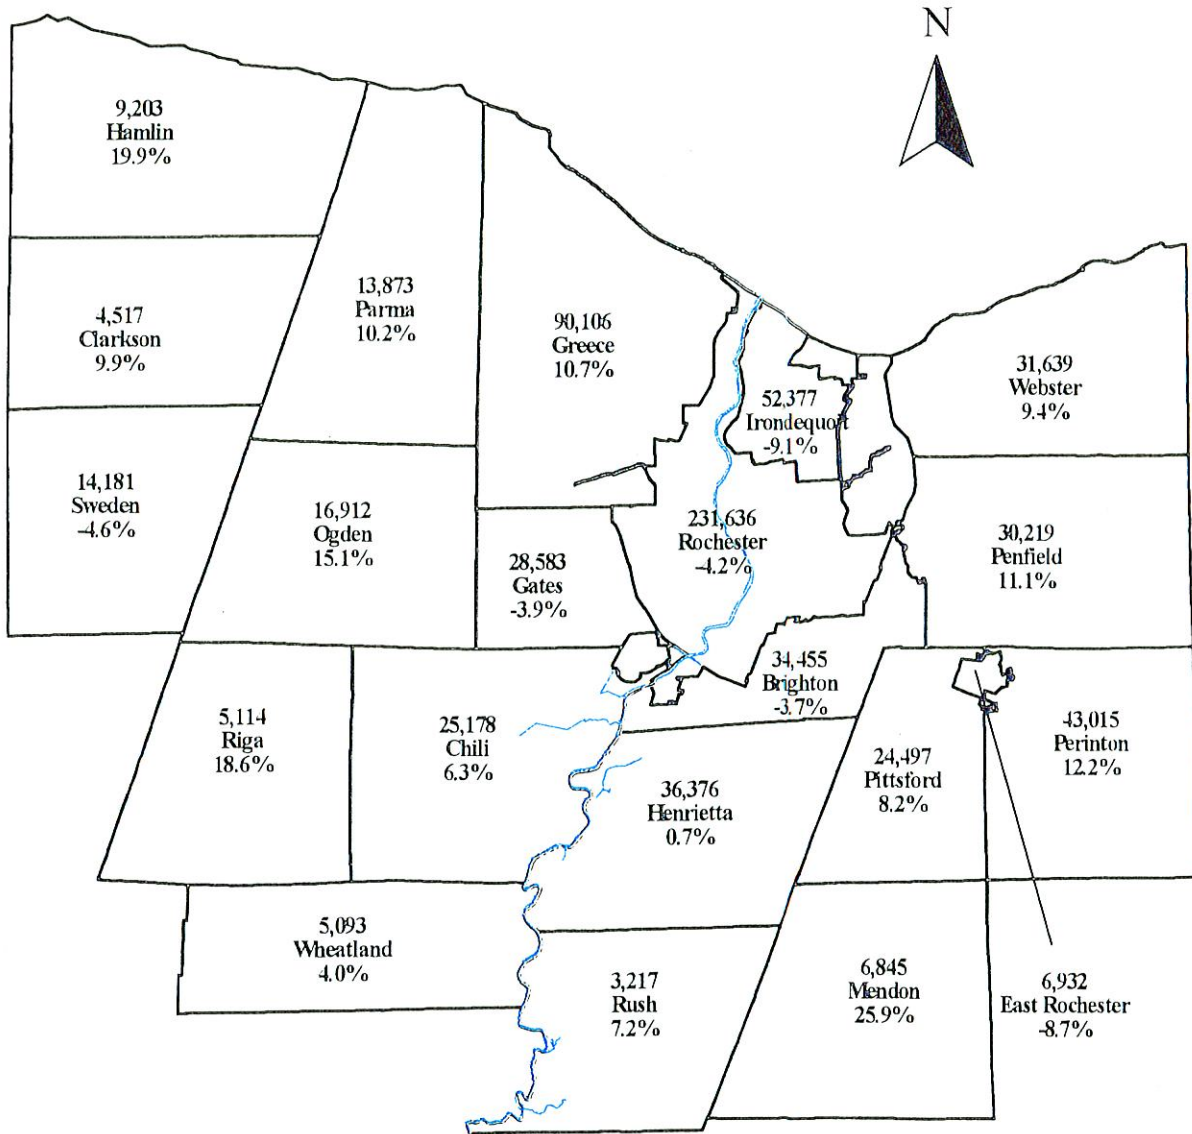 N
9,203
Hamlin
19.9%
4,517
Clarkson
9.9%
13,873
Parma
10.2%
90,106
Greece
10.7%
52,377
Irondequoit
-9.1%
31,639
Webster
9.4%
14,181
Sweden
-4.6%
16,912
Ogden
15.1%
28,583
Gates
-3.9%
231,636
Rochester
-4.2%
30,219
Penfield
11.1%
34,455
Brighton
-3.7%
5,114
Riga
18.6%
25,178
Chili
6.3%
36,376
Henrietta
0.7%
24,497
Pittsford
8.2%
43,015
Perinton
12.2%
5,093
Wheatland
4.0%
3,217
Rush
7.2%
6,845
Mendon
25.9%
6,932
East Rochester
-8.7%